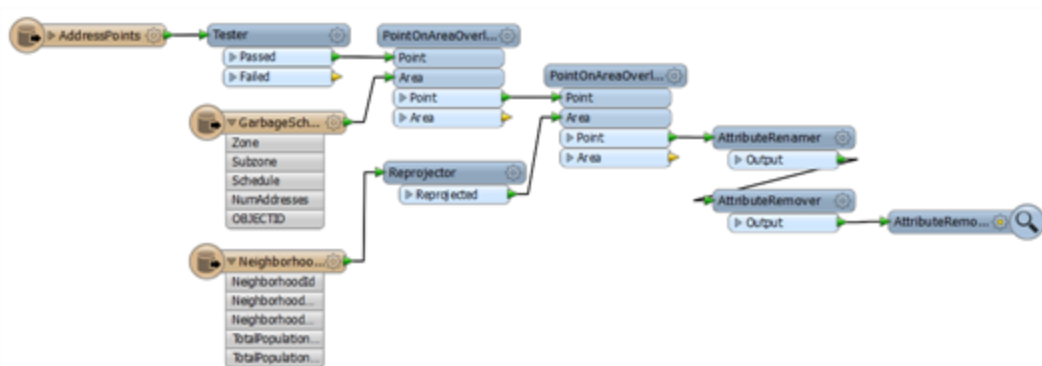 AddressPoints
Tester
Passed
Failed
PointOnAreaOverl...
Point
Area
Point
Area
PointOnAreaOverl...
Point
Area
Point
Area
GarbageSch...
Zone
Subzone
Schedule
NumAddresses
OBJECTID
Reprojector
Reprojected
AttributeRenamer
Output
AttributeRemover
Output
AttributeRemo...
Neighborhoo...
NeighborhoodId
Neighborhood...
Neighborhood...
TotalPopulation...
TotalPopulation...